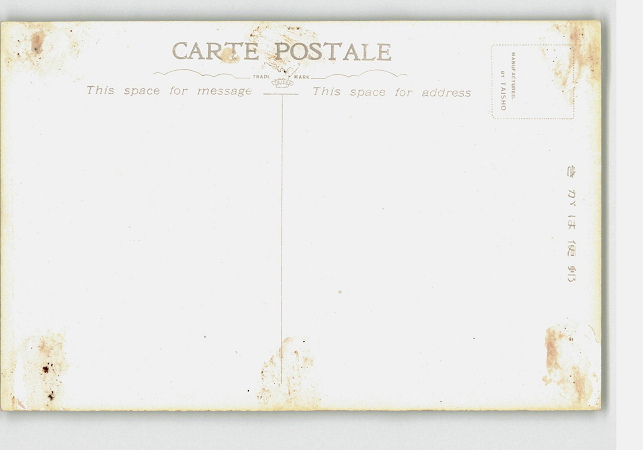 CARTE POSTALE
TRADE MARK
This space for message
This space for address
MANUFACTURED
BY TAISHO
きがは便郵